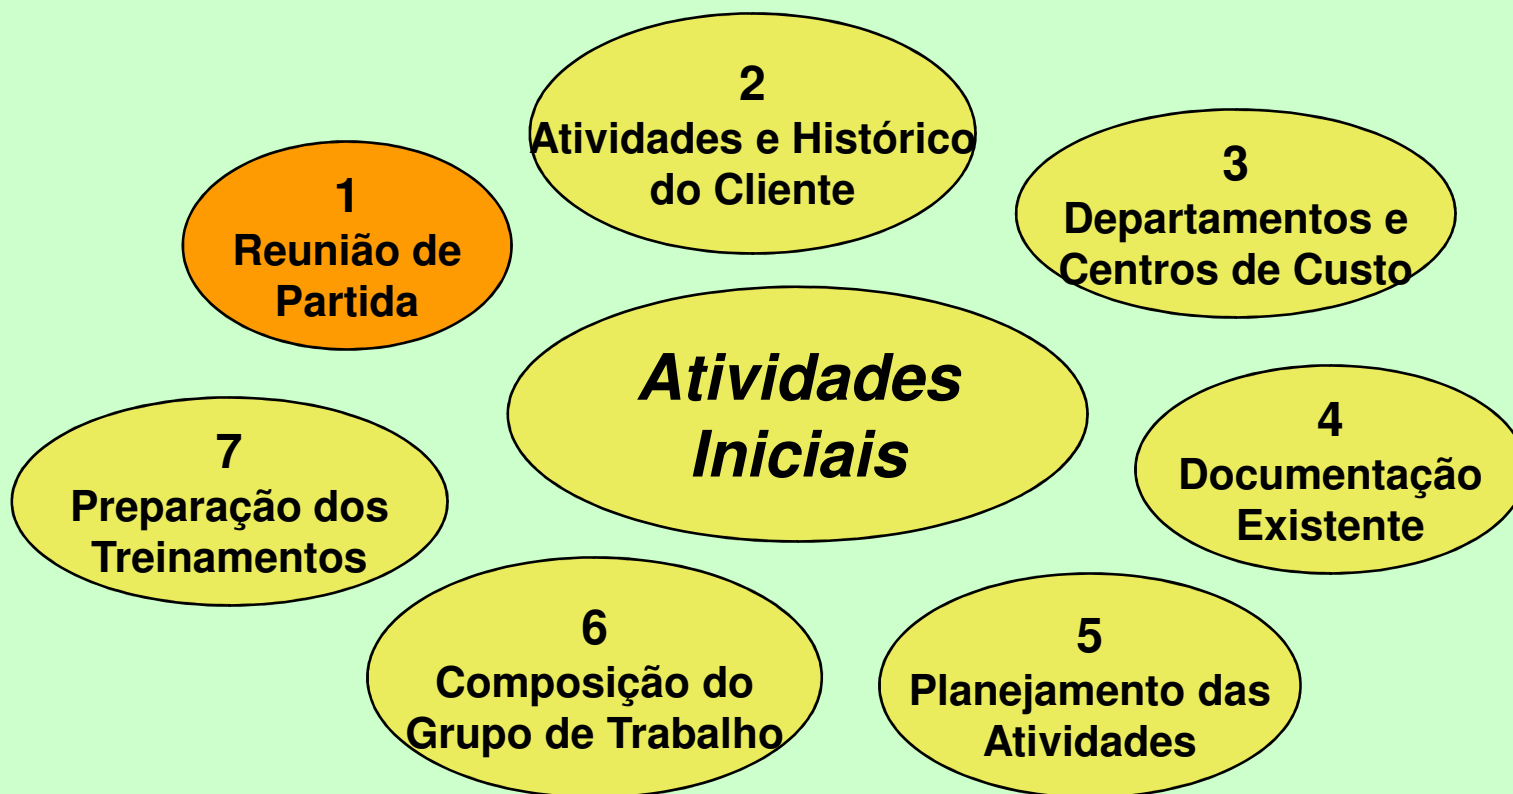 1
Reunião de
Partida
2
Atividades e Histórico
do Cliente
3
Departamentos e
Centros de Custo
Atividades
Iniciais
4
Documentação
Existente
5
Planejamento das
Atividades
6
Composição do
Grupo de Trabalho
7
Preparação dos
Treinamentos